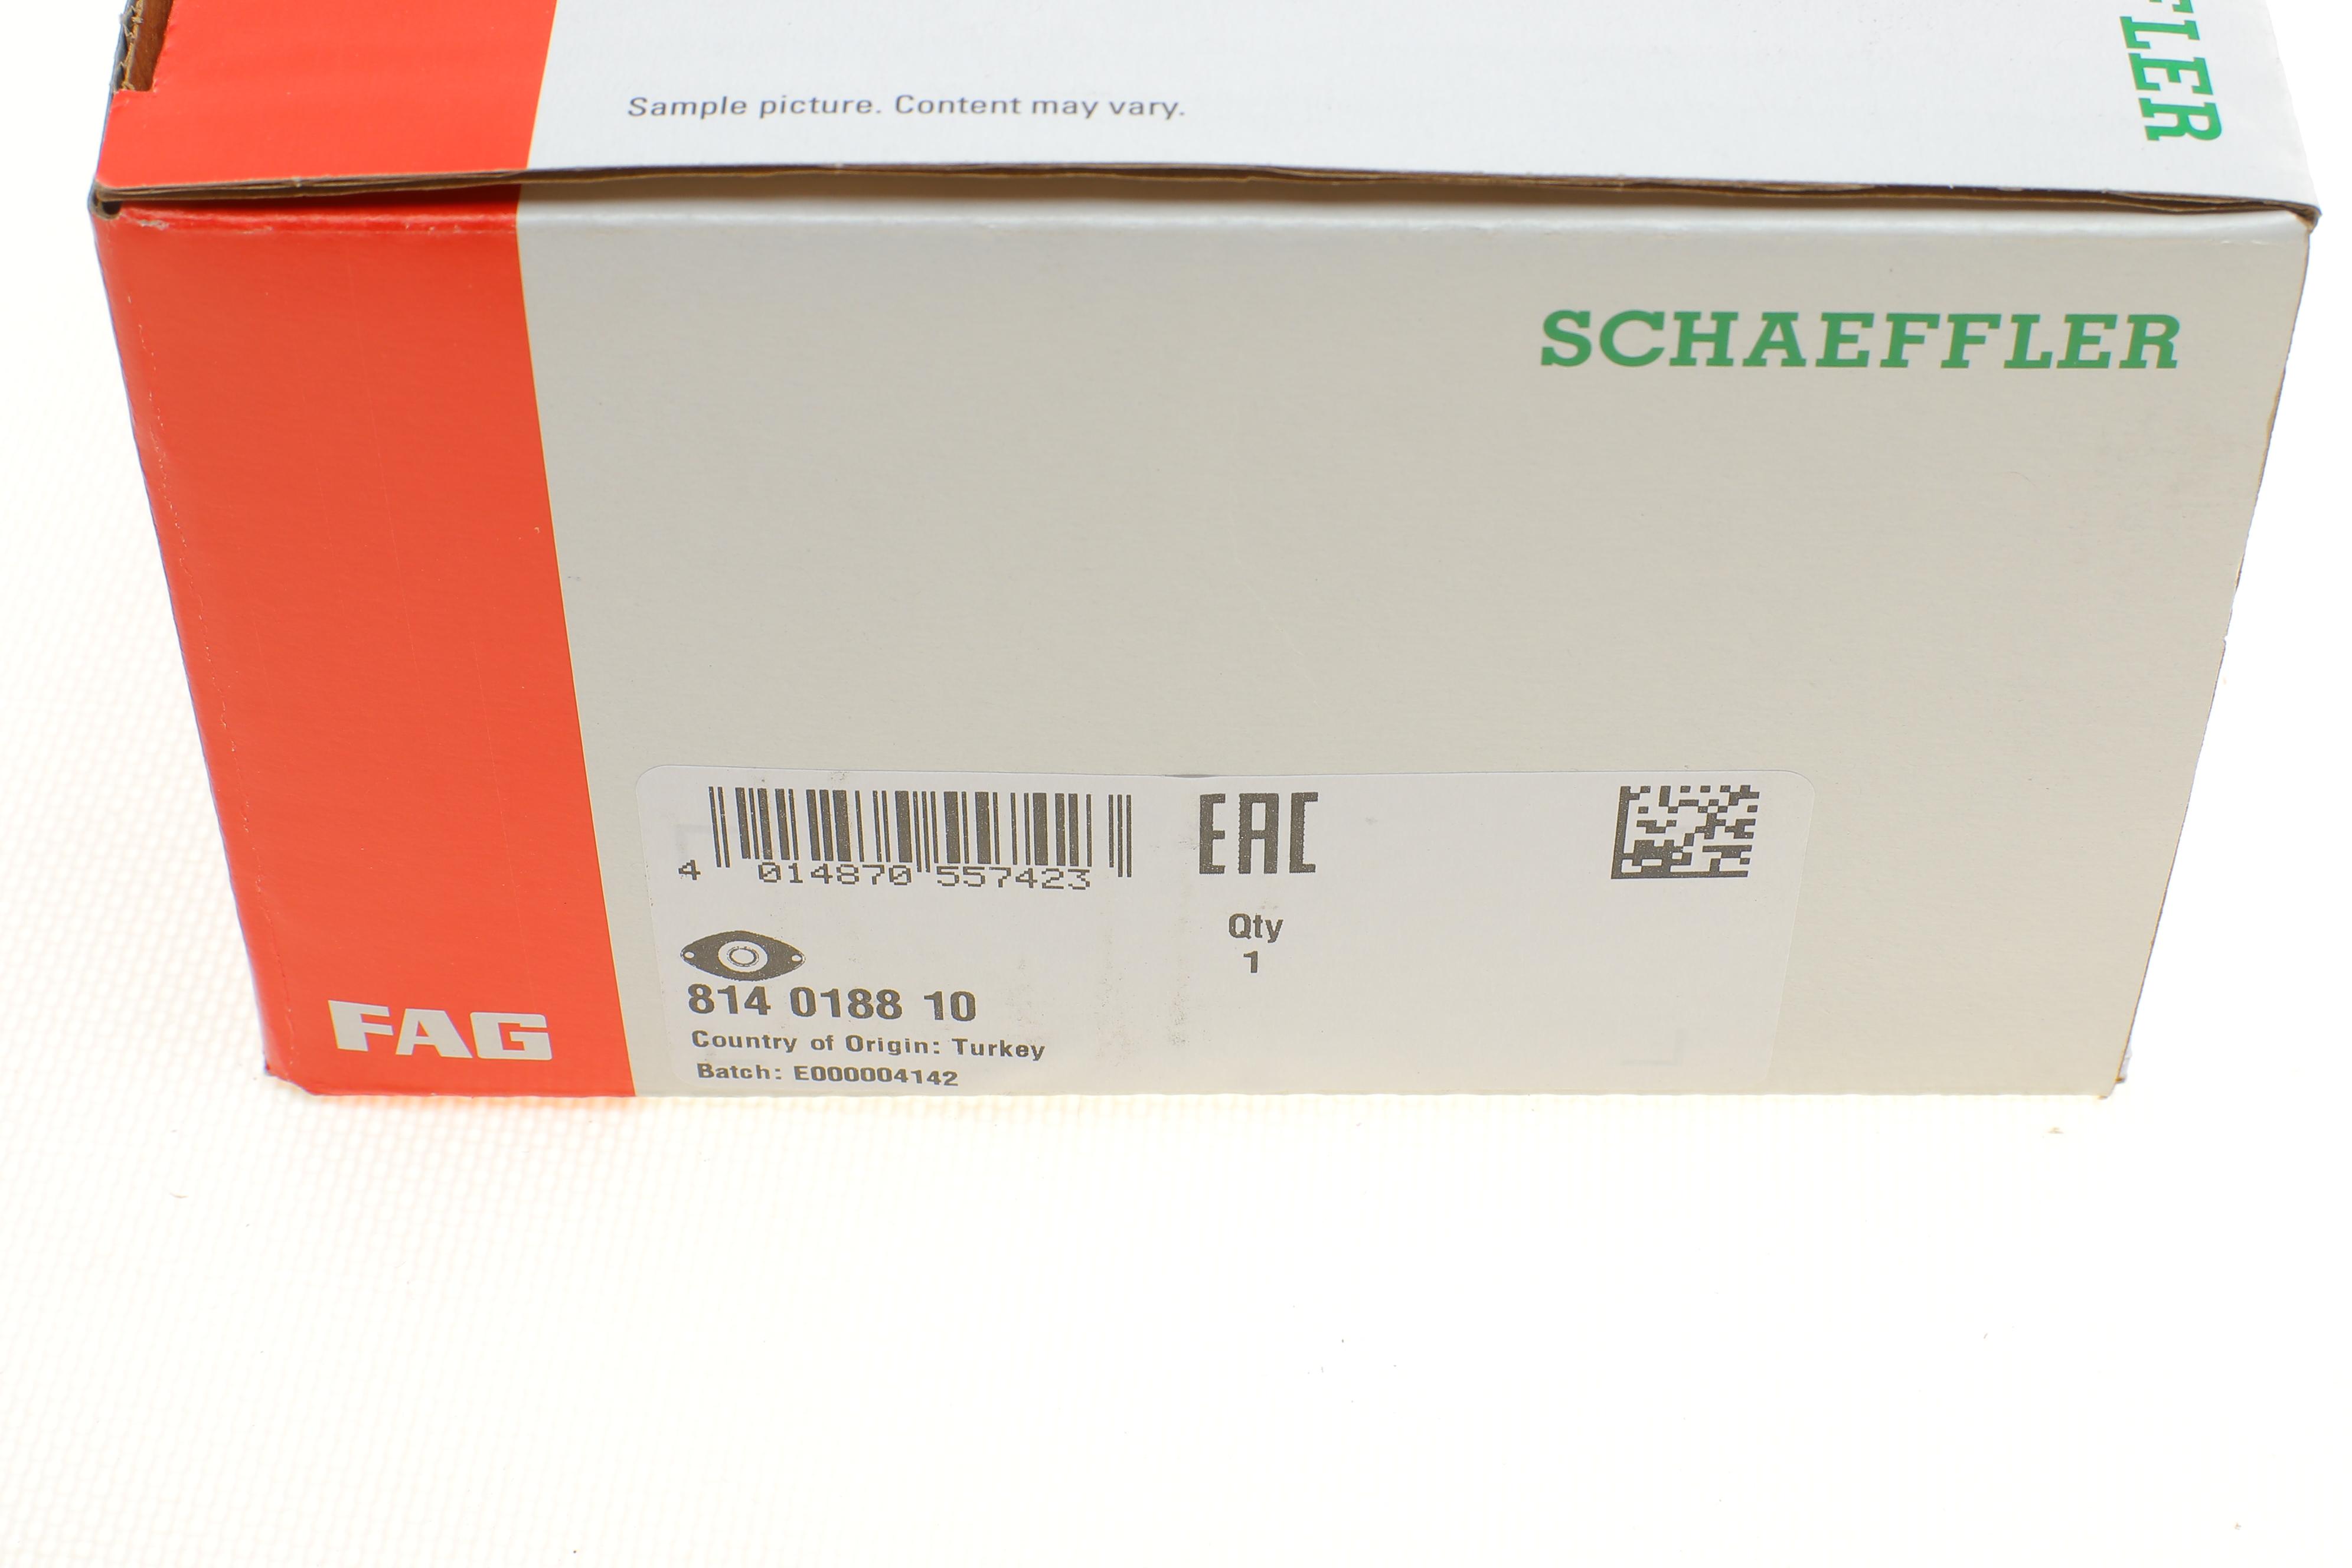 Sample picture. Content may vary.
FLER
SCHAEFFLER
4 014870 557423
EAC
Qty
1
814 0188 10
Country of Origin: Turkey
Batch: E000004142
FAG